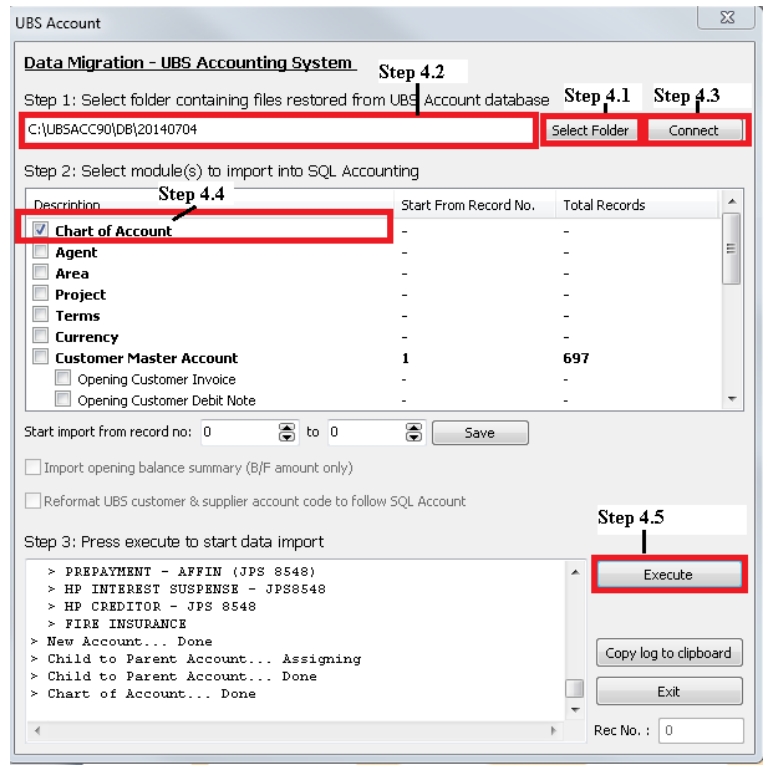 UBS Account
Data Migration - UBS Accounting System
Step 4.2
Step 1: Select folder containing files restored from UBS Account database
Step 4.1
Step 4.3
C:\UBSACC90\DB\20140704
Select Folder
Connect
Step 2: Select module(s) to import into SQL Accounting
Step 4.4
Description Start From Record No. Total Records
Chart of Account - -
Agent - -
Area - -
Project - -
Terms - -
Currency - -
Customer Master Account 1 697
Opening Customer Invoice - -
Opening Customer Debit Note - -
Start import from record no: 0 to 0 Save
Import opening balance summary (B/F amount only)
Reformat UBS customer & supplier account code to follow SQL Account
Step 4.5
Step 3: Press execute to start data import
> PREPAYMENT - AFFIN (JPS 8548)
> HP INTEREST SUSPENSE - JPS8548
> HP CREDITOR - JPS 8548
> FIRE INSURANCE
> New Account... Done
> Child to Parent Account... Assigning
> Child to Parent Account... Done
> Chart of Account... Done
Execute
Copy log to clipboard
Exit
Rec No. : 0